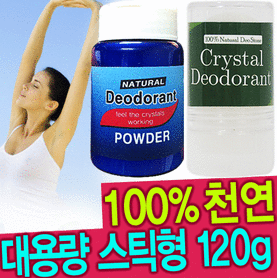 NATURAL
Deodorant
feel the crystals
working
POWDER
100% Natural Deo Stone
Crystal
Deodorant
100% 천연
대용량 스틱형 120g